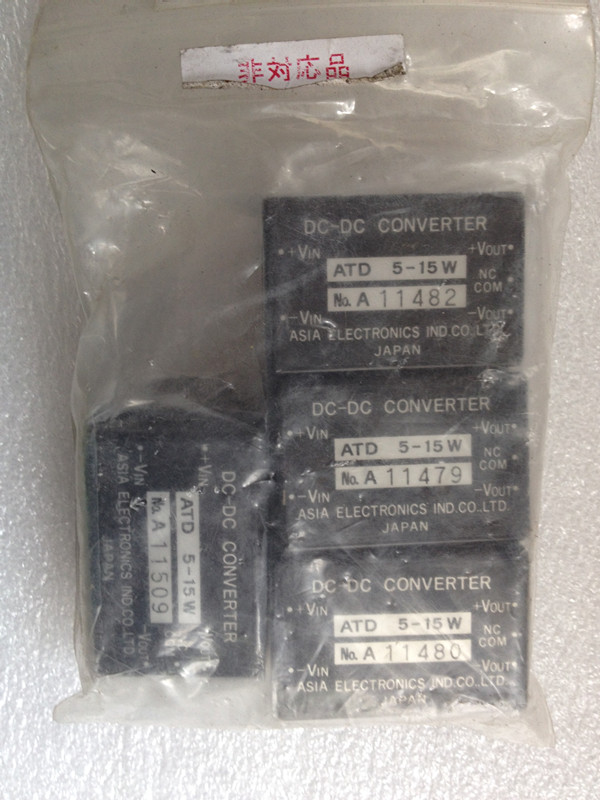 非対応品
DC-DC CONVERTER
+VIN +VOUT
ATD 5-15W
NC
No. A 11482
COM
-VIN -VOUT
ASIA ELECTRONICS IND.CO.,LTD.
JAPAN
DC-DC CONVERTER
+VIN +VOUT
ATD 5-15W
NC
No. A 11479
COM
-VIN -VOUT
ASIA ELECTRONICS IND.CO.,LTD.
JAPAN
DC-DC CONVERTER
+VIN +VOUT
ATD 5-15W
NC
No. A 11480
COM
-VIN -VOUT
ASIA ELECTRONICS IND.CO.,LTD.
JAPAN
DC-DC CONVERTER
+VIN
ATD 5-15W
No. A 11509
-VIN -VOUT
ASIA ELECTRONICS IND.CO.,LTD.
JAPAN